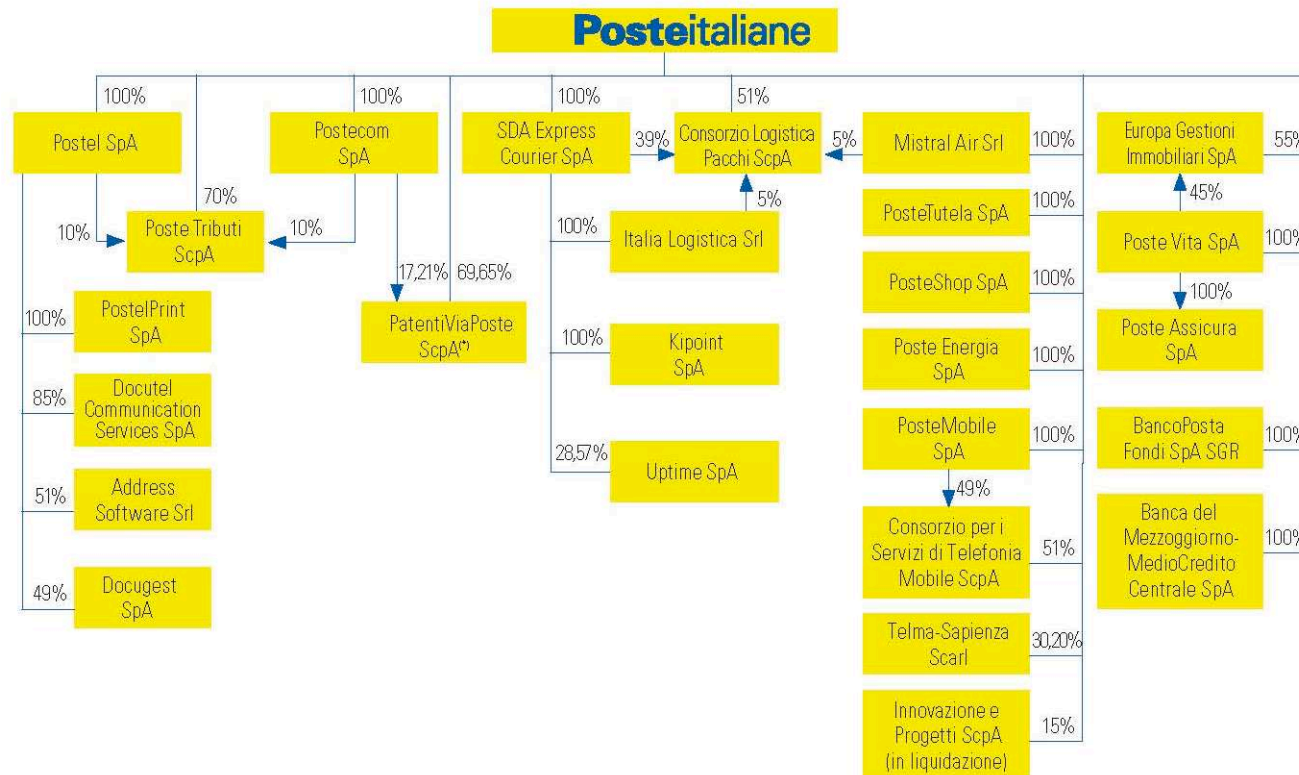 Posteitaliane
100%
100%
100%
51%
Postel SpA
Postecom
SpA
SDA Express
Courier SpA
39%
Consorzio Logistica
Pacchi ScpA
5%
Mistral Air Srl
100%
Europa Gestioni
Immobiliari SpA
55%
70%
10%
Poste Tributi
ScpA
10%
5%
100%
Italia Logistica Srl
PosteTutela SpA
100%
45%
Poste Vita SpA
100%
17,21%
69,65%
PosteShop SpA
100%
100%
100%
PostelPrint
SpA
PatentiViaPoste
ScpA(*)
100%
Kipoint
SpA
Poste Energia
SpA
100%
Poste Assicura
SpA
85%
Docutel
Communication
Services SpA
28,57%
Uptime SpA
PosteMobile
SpA
100%
BancoPosta
Fondi SpA SGR
100%
49%
51%
Address
Software Srl
Consorzio per i
Servizi di Telefonia
Mobile ScpA
51%
Banca del
Mezzoggiorno-
MedioCredito
Centrale SpA
100%
49%
Docugest
SpA
Telma-Sapienza
Scarl
30,20%
Innovazione e
Progetti ScpA
(in liquidazione)
15%